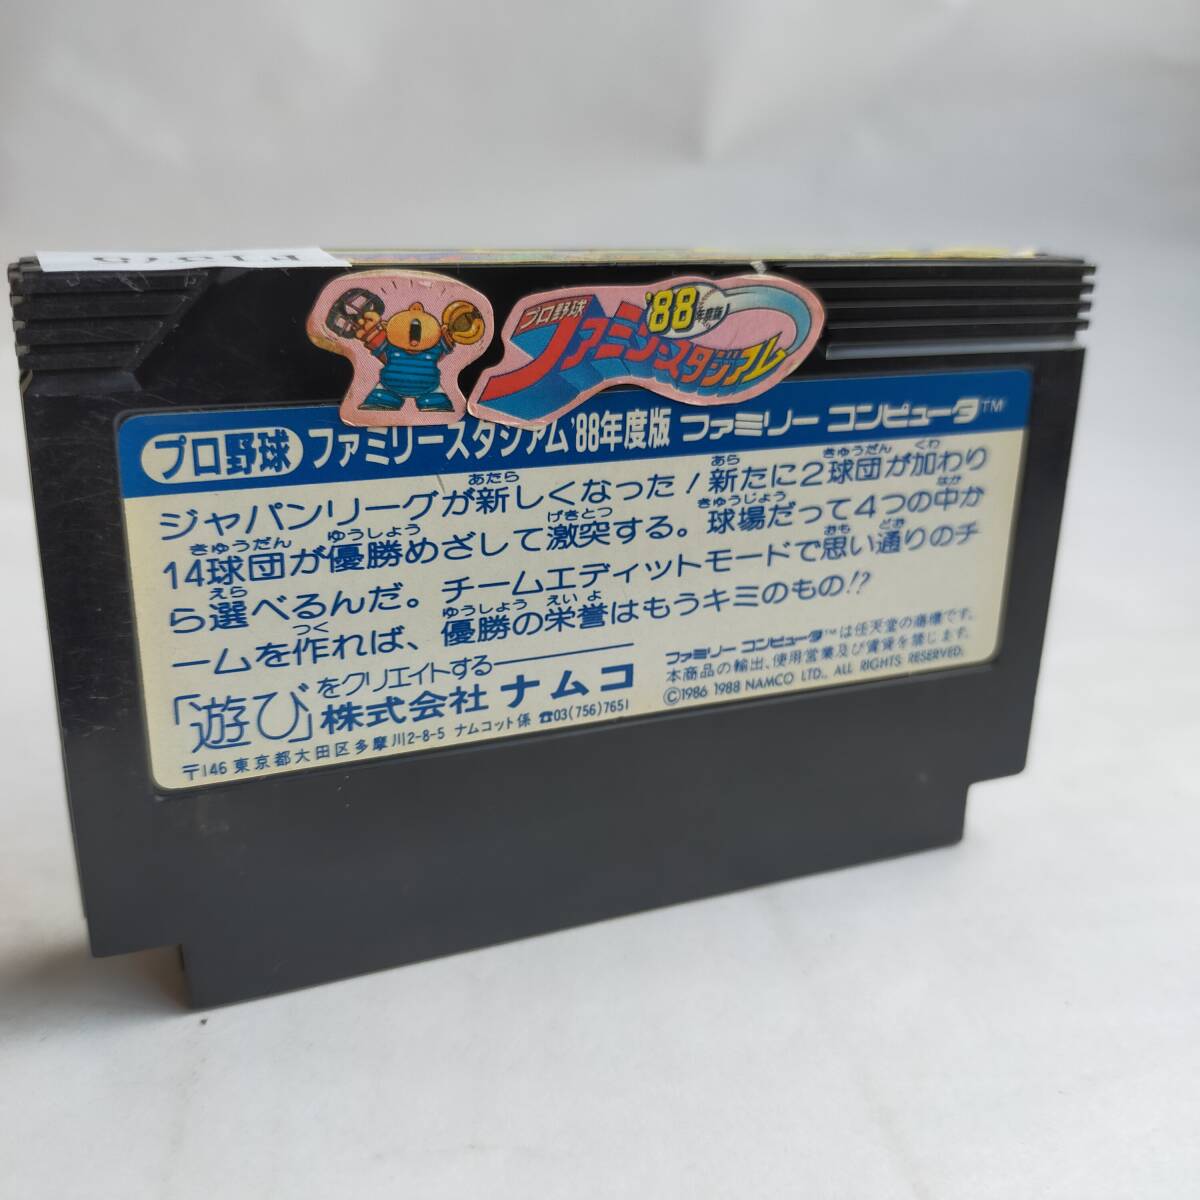 プロ野球
'88年度版
ファミリースタジアム
プロ野球 ファミリースタジアム'88年度版 ファミリー コンピュータ™
ジャパンリーグが新しくなった！新たに2球団が加わり
14球団が優勝めざして激突する。球場だって4つの中か
ら選べるんだ。チームエディットモードで思い通りのチ
ームを作れば、優勝の栄誉はもうキミのもの!?
「遊び」をクリエイトする
株式会社 ナムコ
〒146 東京都大田区多摩川2-8-5 ナムコット係 ☎03(756)7651
ファミリー コンピュータ™は任天堂の商標です。
本商品の輸出、使用営業及び賃貸を禁じます。
©1986 1988 NAMCO LTD., ALL RIGHTS RESERVED.